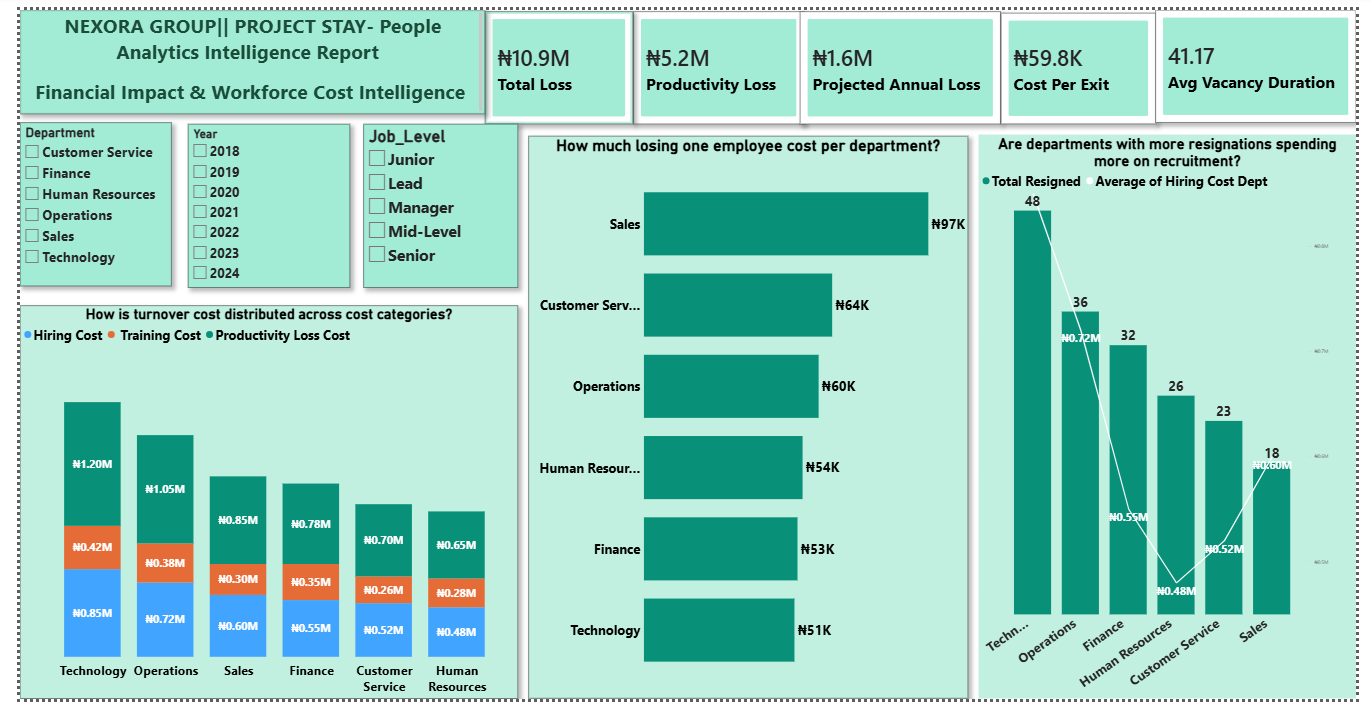 NEXORA GROUP|| PROJECT STAY- People
Analytics Intelligence Report
Financial Impact & Workforce Cost Intelligence
₦10.9M
Total Loss
₦5.2M
Productivity Loss
₦1.6M
Projected Annual Loss
₦59.8K
Cost Per Exit
41.17
Avg Vacancy Duration
Department
Customer Service
Finance
Human Resources
Operations
Sales
Technology
Year
2018
2019
2020
2021
2022
2023
2024
Job_Level
Junior
Lead
Manager
Mid-Level
Senior
How is turnover cost distributed across cost categories?
Hiring Cost Training Cost Productivity Loss Cost
₦1.20M
₦0.42M
₦0.85M
₦1.05M
₦0.38M
₦0.72M
₦0.85M
₦0.30M
₦0.60M
₦0.78M
₦0.35M
₦0.55M
₦0.70M
₦0.26M
₦0.52M
₦0.65M
₦0.28M
₦0.48M
Technology
Operations
Sales
Finance
Customer
Service
Human
Resources
How much losing one employee cost per department?
Sales ₦97K
Customer Serv... ₦64K
Operations ₦60K
Human Resour... ₦54K
Finance ₦53K
Technology ₦51K
Are departments with more resignations spending
more on recruitment?
Total Resigned Average of Hiring Cost Dept
48
36
₦0.72M
32
₦0.55M
26
₦0.48M
23
₦0.52M
18
₦0.60M
₦0.8M
₦0.7M
₦0.6M
₦0.5M
Techn...
Operations
Finance
Human Resources
Customer Service
Sales